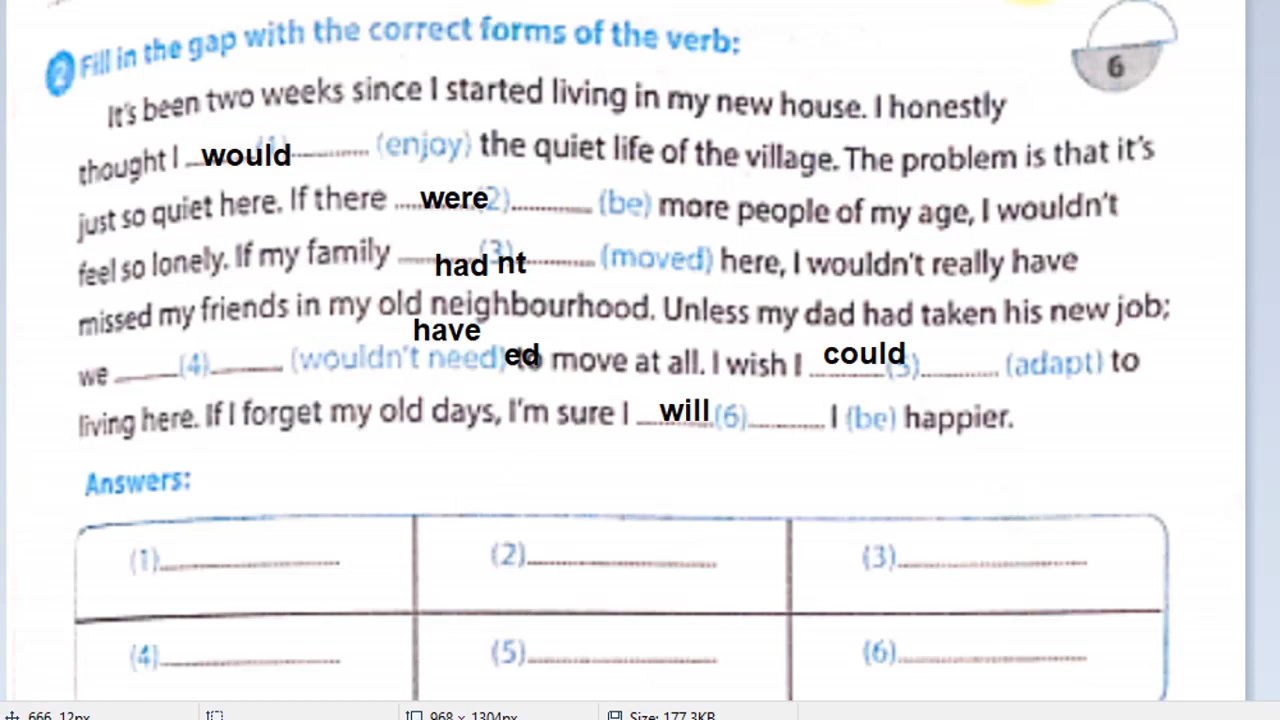 2 Fill in the gap with the correct forms of the verb:
6
It's been two weeks since I started living in my new house. I honestly
thought I ...would...(1)............ (enjoy) the quiet life of the village. The problem is that it's
just so quiet here. If there ......were(2)............ (be) more people of my age, I wouldn't
feel so lonely. If my family ............(3)............ (moved) here, I wouldn't really have
had nt
missed my friends in my old neighbourhood. Unless my dad had taken his new job;
have
we ______(4)______ (wouldn't need)ed to move at all. I wish I ...could...(5)............ (adapt) to
living here. If I forget my old days, I'm sure I ...will(6)............ I (be) happier.
Answers:
(1)........................ (2)........................ (3)........................
(4)........................ (5)........................ (6)........................
666, 12px 968 × 1304px Size: 177.3KB